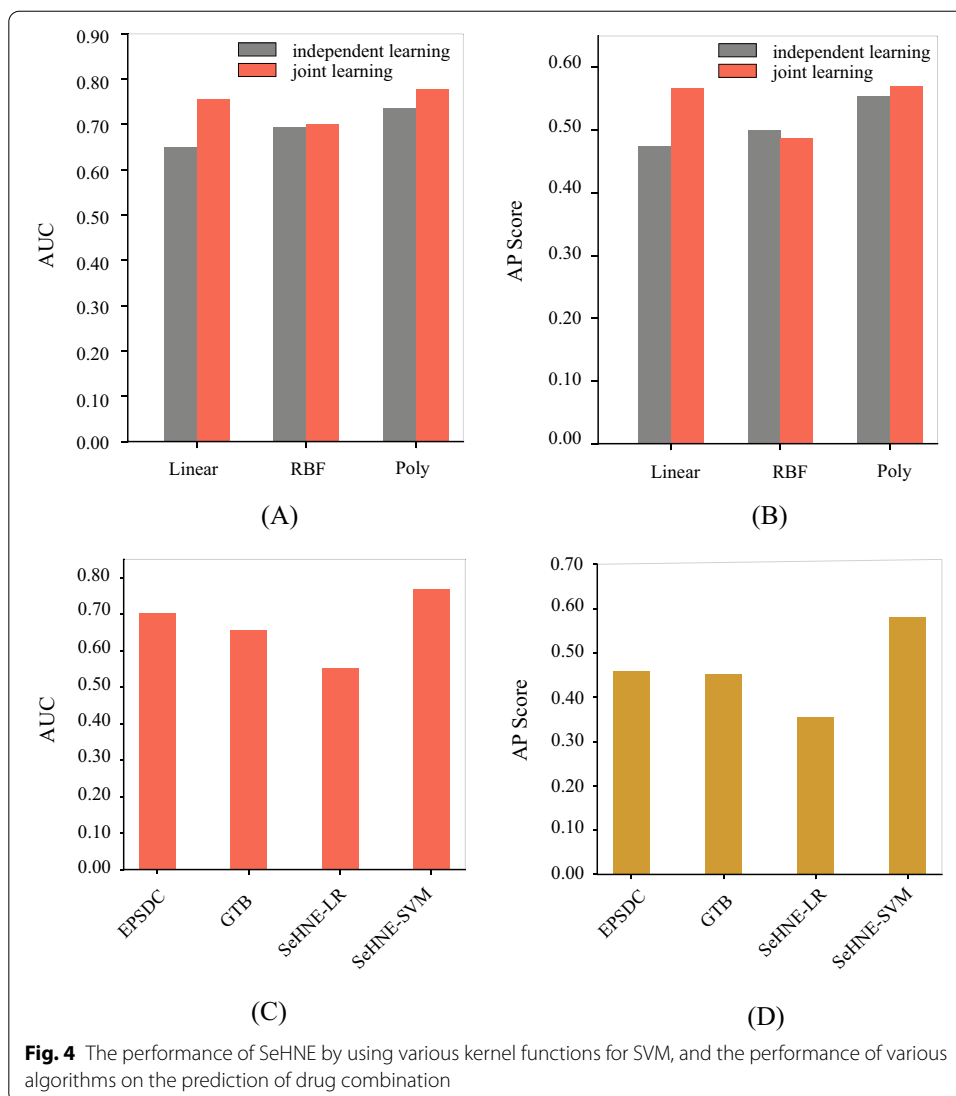 0.90
0.80
0.70
0.60
0.50
0.40
0.30
0.20
0.10
0.00
AUC
independent learning
joint learning
Linear
RBF
Poly
(A)
0.60
0.50
0.40
0.30
0.20
0.10
0.00
AP Score
independent learning
joint learning
Linear
RBF
Poly
(B)
0.80
0.70
0.60
0.50
0.40
0.30
0.20
0.10
0.00
AUC
EPSDC
GTB
SeHNE-LR
SeHNE-SVM
(C)
0.70
0.60
0.50
0.40
0.30
0.20
0.10
0.00
AP Score
EPSDC
GTB
SeHNE-LR
SeHNE-SVM
(D)
Fig. 4 The performance of SeHNE by using various kernel functions for SVM, and the performance of various
algorithms on the prediction of drug combination